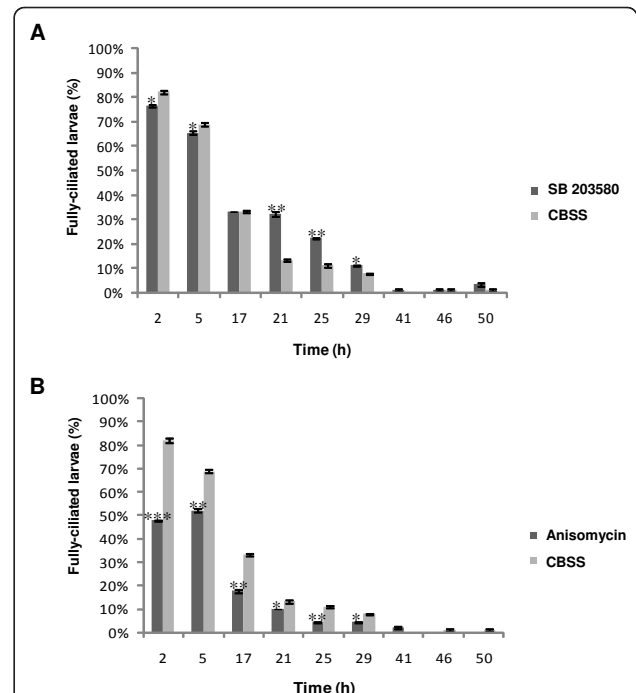 A
Fully-ciliated larvae (%)
100%
90%
80%
70%
60%
50%
40%
30%
20%
10%
0%
*
*
**
**
*
2 5 17 21 25 29 41 46 50
Time (h)
SB 203580
CBSS
B
Fully-ciliated larvae (%)
100%
90%
80%
70%
60%
50%
40%
30%
20%
10%
0%
***
**
**
*
**
*
2 5 17 21 25 29 41 46 50
Time (h)
Anisomycin
CBSS